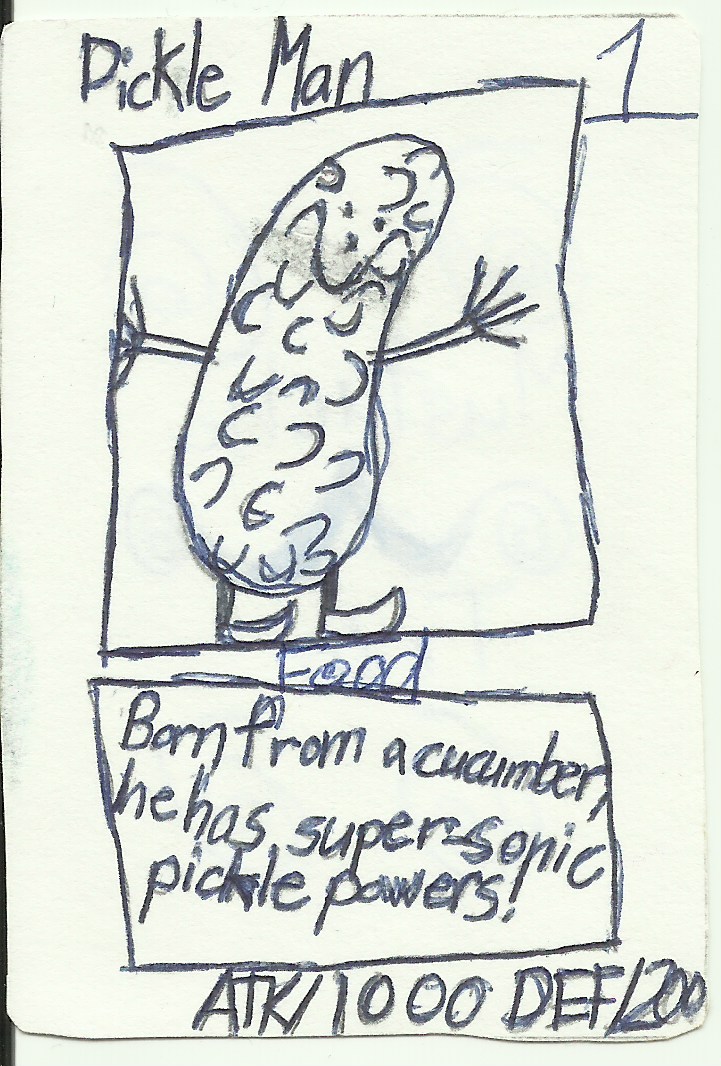 Pickle Man
1
Food
Born from a cucumber,
he has super-sonic
pickle powers!
ATK/1000 DEF/200